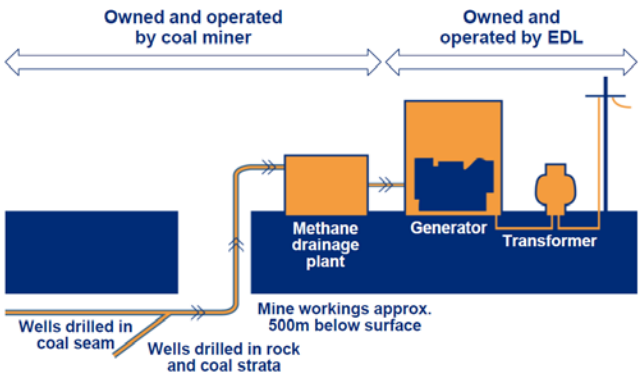 Owned and operated
by coal miner
Owned and
operated by EDL
Methane
drainage
plant
Generator
Transformer
Mine workings approx.
500m below surface
Wells drilled in
coal seam
Wells drilled in rock
and coal strata